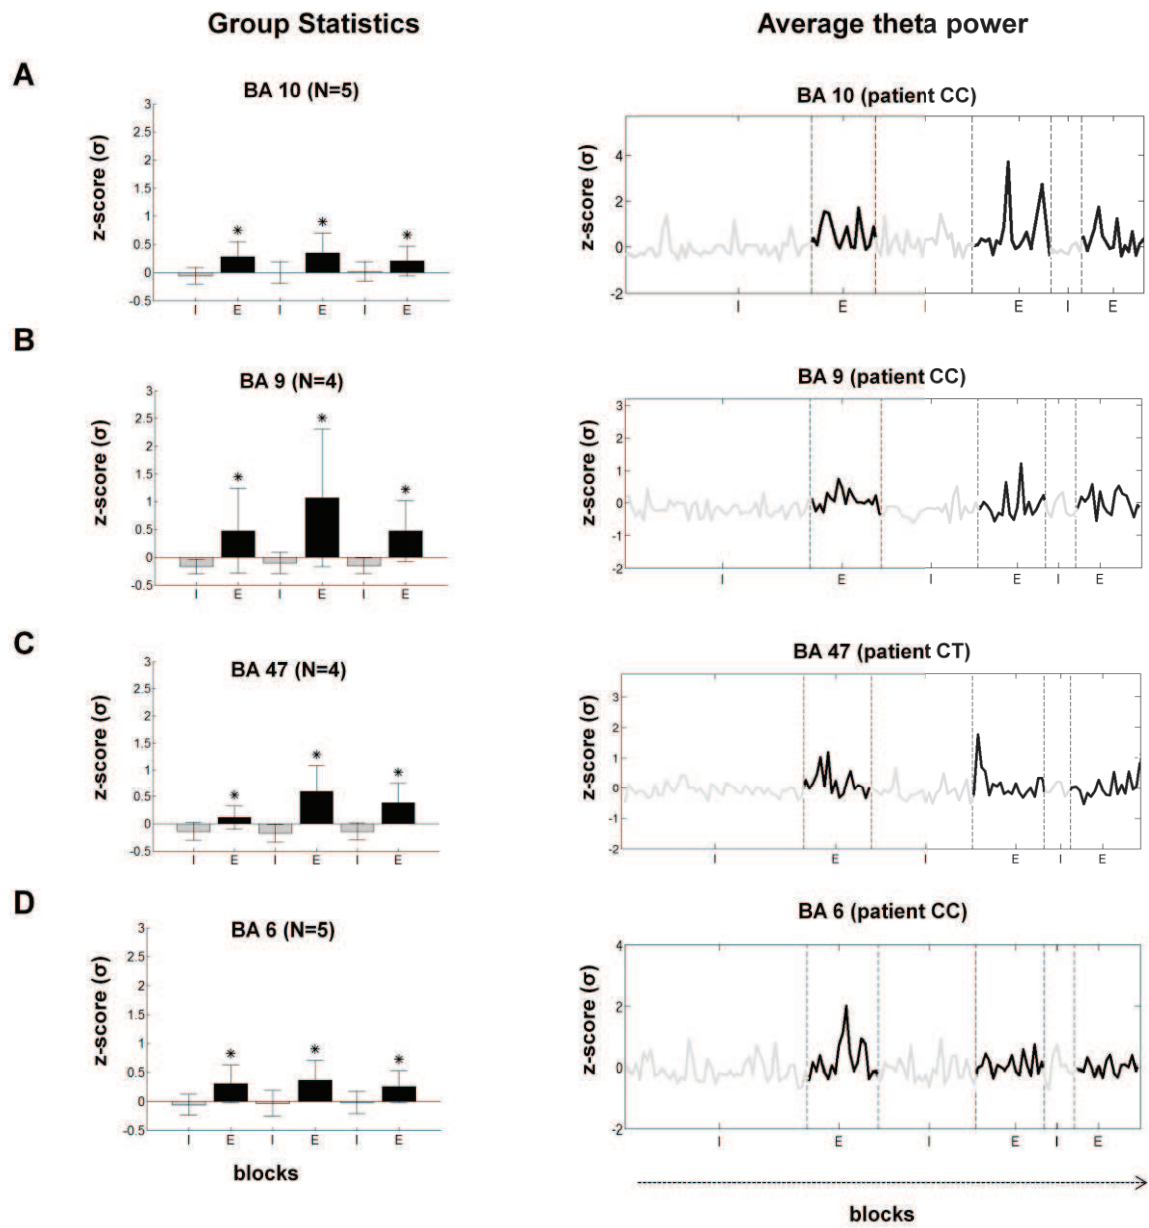 Group Statistics
Average theta power
A
BA 10 (N=5)
z-score (σ)
3
2.5
2
1.5
1
0.5
0
-0.5
* * *
I E I E I E
BA 10 (patient CC)
z-score (σ)
4
2
0
-2
I E I E I E
B
BA 9 (N=4)
z-score (σ)
3
2.5
2
1.5
1
0.5
0
-0.5
* * *
I E I E I E
BA 9 (patient CC)
z-score (σ)
3
2
1
0
-1
-2
I E I E I E
C
BA 47 (N=4)
z-score (σ)
3
2.5
2
1.5
1
0.5
0
-0.5
* * *
I E I E I E
BA 47 (patient CT)
z-score (σ)
3
2
1
0
-1
-2
I E I E I E
D
BA 6 (N=5)
z-score (σ)
3
2.5
2
1.5
1
0.5
0
-0.5
* * *
I E I E I E
blocks
BA 6 (patient CC)
z-score (σ)
4
2
0
-2
I E I E I E
blocks